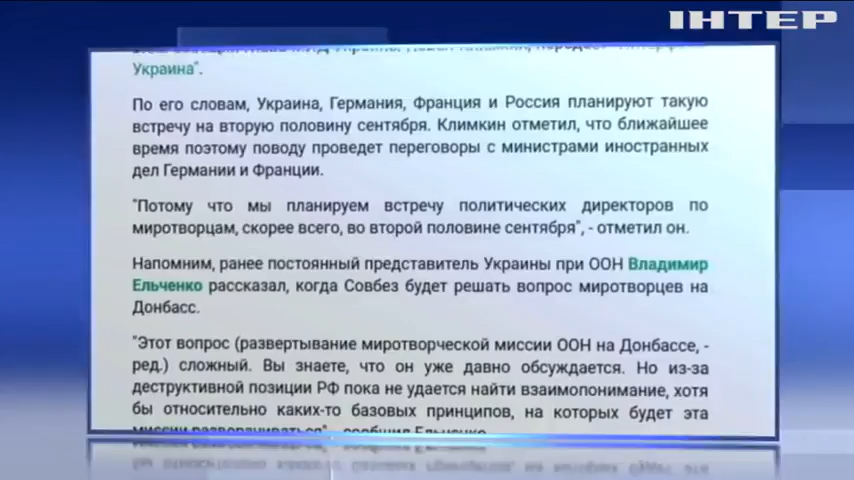 ІНТЕР
Украина".
По его словам, Украина, Германия, Франция и Россия планируют такую
встречу на вторую половину сентября. Климкин отметил, что ближайшее
время поэтому поводу проведет переговоры с министрами иностранных
дел Германии и Франции.
"Потому что мы планируем встречу политических директоров по
миротворцам, скорее всего, во второй половине сентября", - отметил он.
Напомним, ранее постоянный представитель Украины при ООН Владимир
Ельченко рассказал, когда Совбез будет решать вопрос миротворцев на
Донбасс.
"Этот вопрос (развертывание миротворческой миссии ООН на Донбассе, -
ред.) сложный. Вы знаете, что он уже давно обсуждается. Но из-за
деструктивной позиции РФ пока не удается найти взаимопонимание, хотя
бы относительно каких-то базовых принципов, на которых будет эта